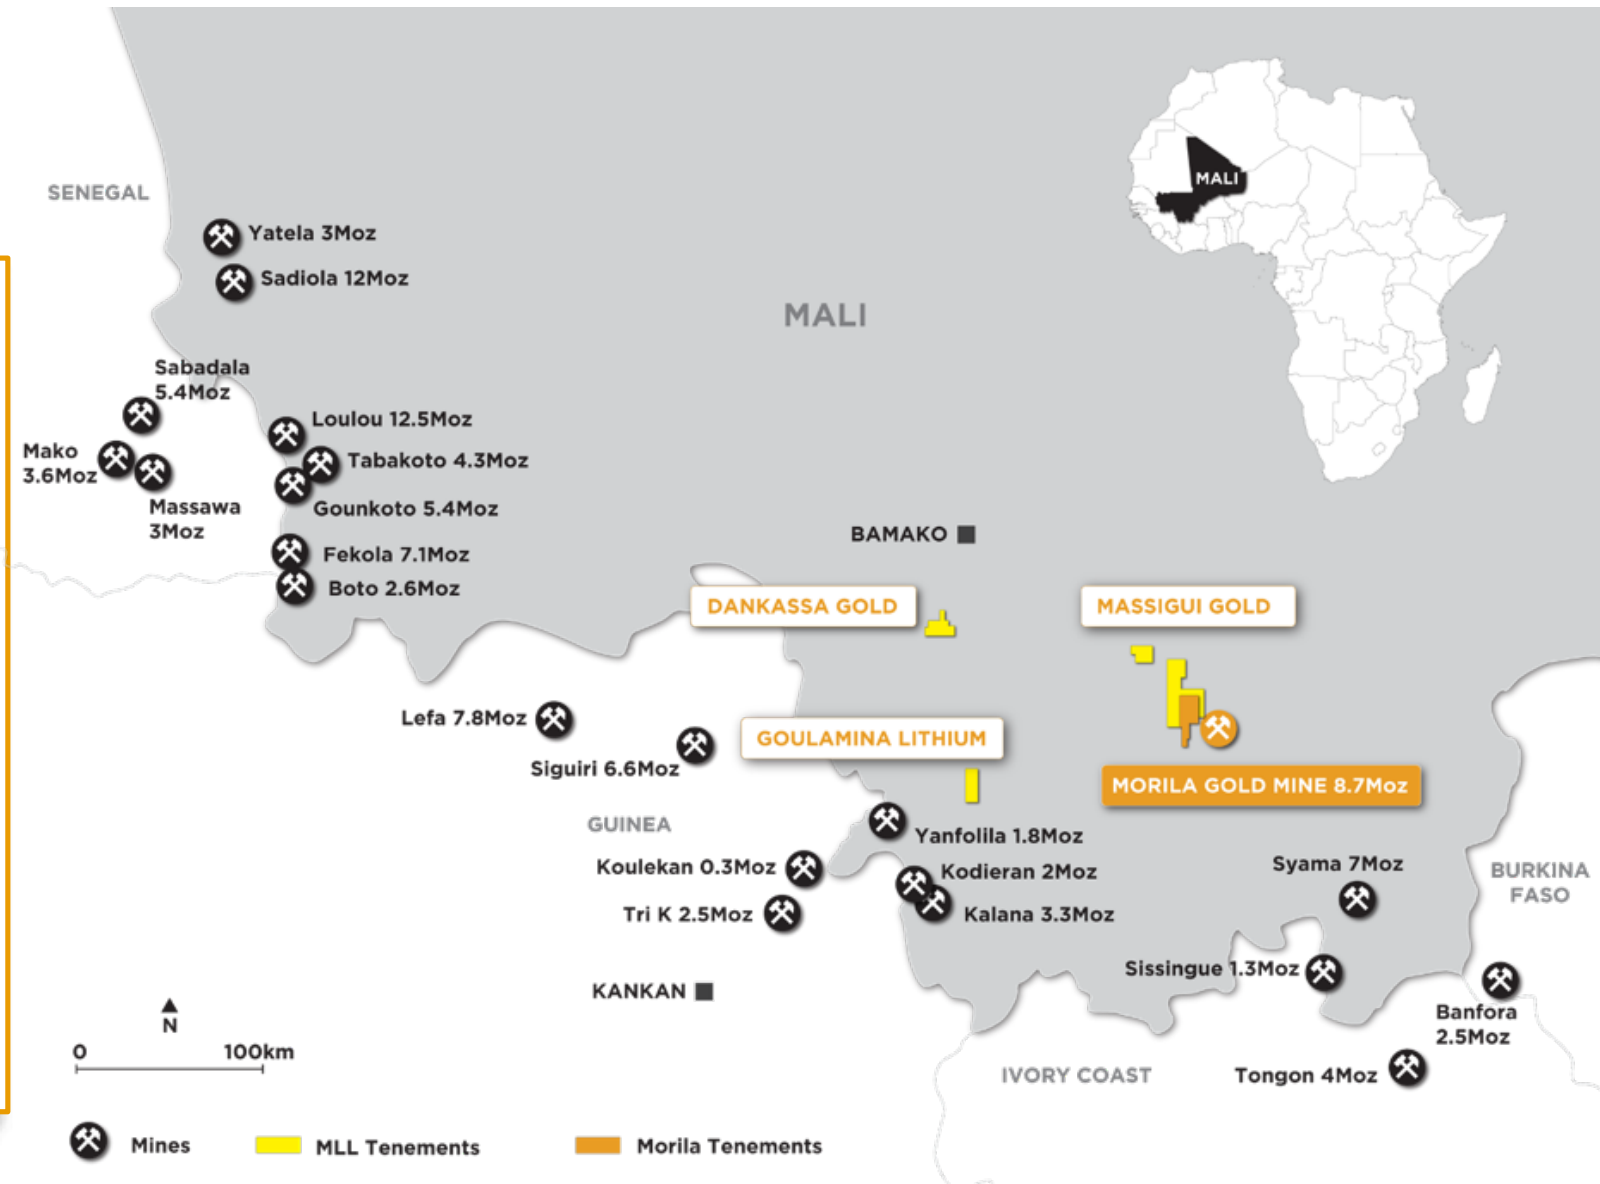 SENEGAL
MALI
Yatela 3Moz
Sadiola 12Moz
MALI
Sabadala
5.4Moz
Loulou 12.5Moz
Mako
3.6Moz
Tabakoto 4.3Moz
Massawa
3Moz
Gounkoto 5.4Moz
BAMAKO
Fekola 7.1Moz
Boto 2.6Moz
DANKASSA GOLD
MASSIGUI GOLD
Lefa 7.8Moz
GOULAMINA LITHIUM
Siguiri 6.6Moz
MORILA GOLD MINE 8.7Moz
GUINEA
Yanfolila 1.8Moz
Koulekan 0.3Moz
Kodieran 2Moz
Syama 7Moz
BURKINA
FASO
Tri K 2.5Moz
Kalana 3.3Moz
Sissingue 1.3Moz
KANKAN
Banfora
2.5Moz
N
0 100km
IVORY COAST
Tongon 4Moz
Mines
MLL Tenements
Morila Tenements